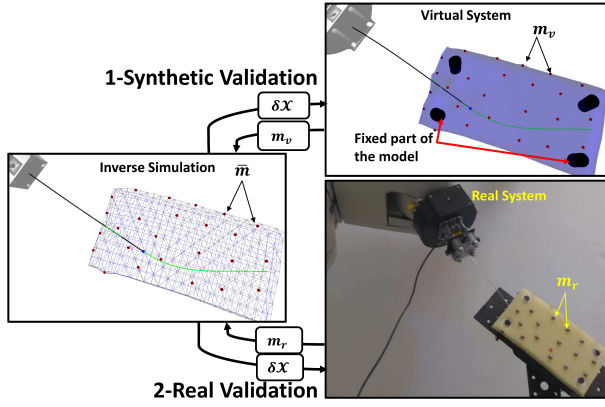 Virtual System
m_v
1-Synthetic Validation
δX
m_v
Fixed part of
the model
Inverse Simulation
m̄
Real System
m_r
m_r
δX
2-Real Validation